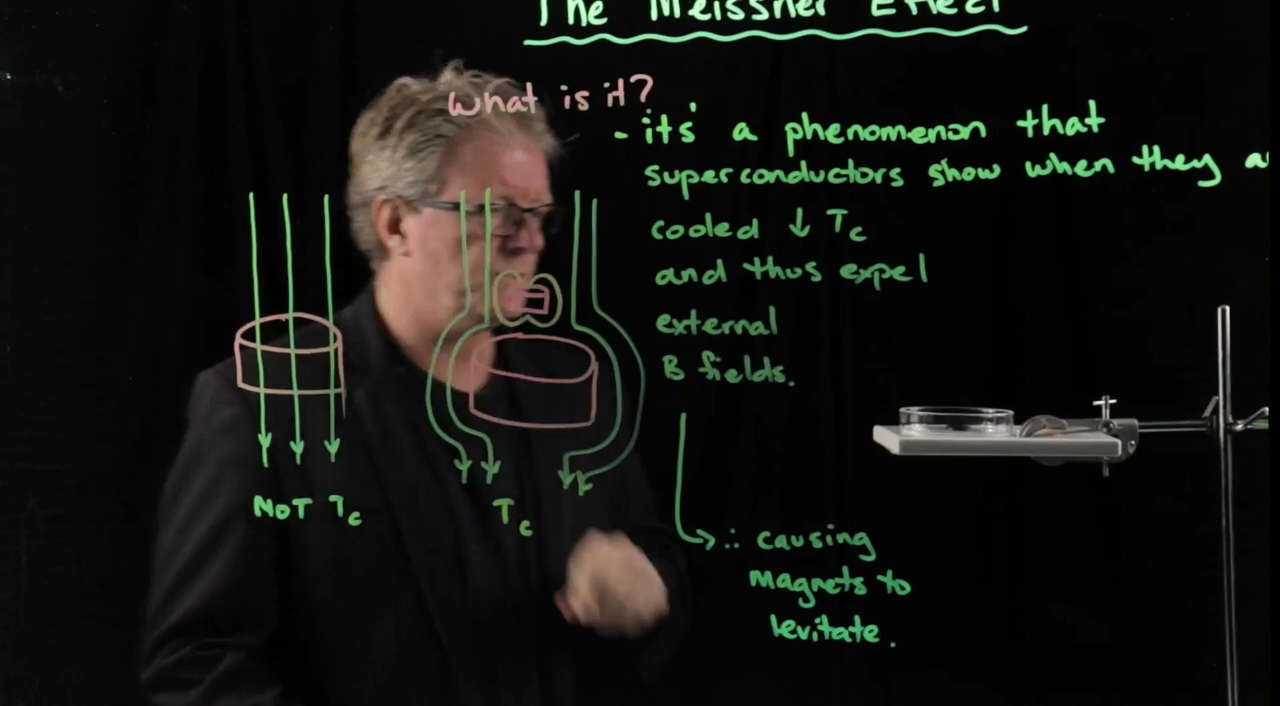 The Meissner Effect
What is it?
- it's a phenomenon that
superconductors show when they a
cooled ↓ Tc
and thus expel
external
B fields.
NOT Tc
Tc
∴ causing
magnets to
levitate.